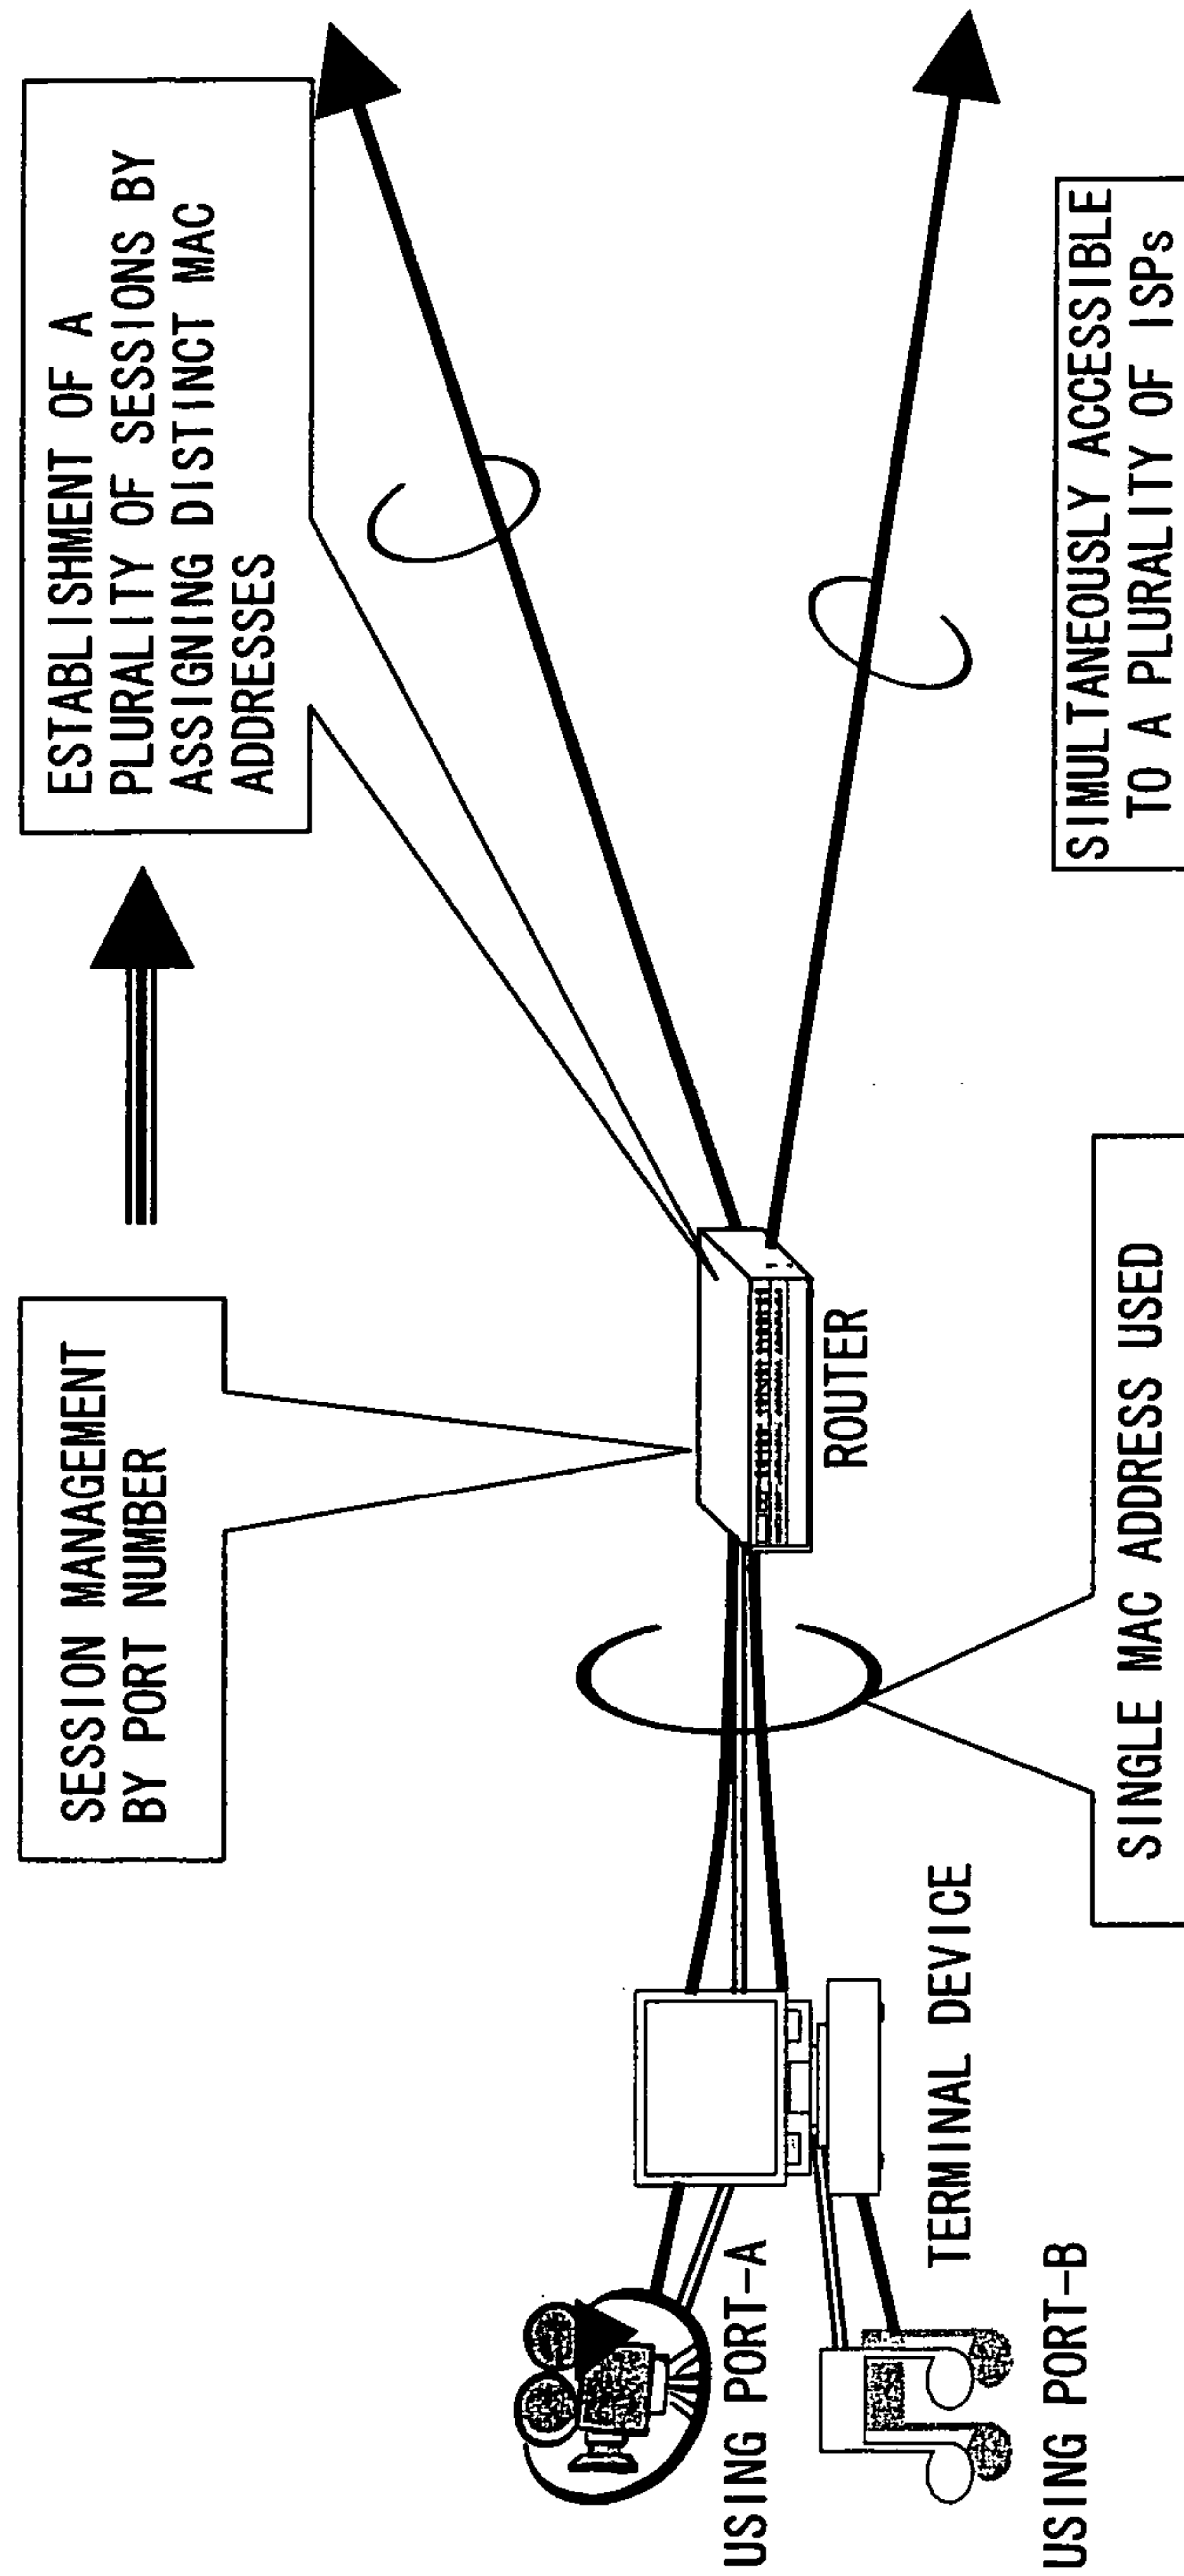 SESSION MANAGEMENT
BY PORT NUMBER
ESTABLISHMENT OF A
PLURALITY OF SESSIONS BY
ASSIGNING DISTINCT MAC
ADDRESSES
USING PORT-A
TERMINAL DEVICE
USING PORT-B
ROUTER
SINGLE MAC ADDRESS USED
SIMULTANEOUSLY ACCESSIBLE
TO A PLURALITY OF ISPs